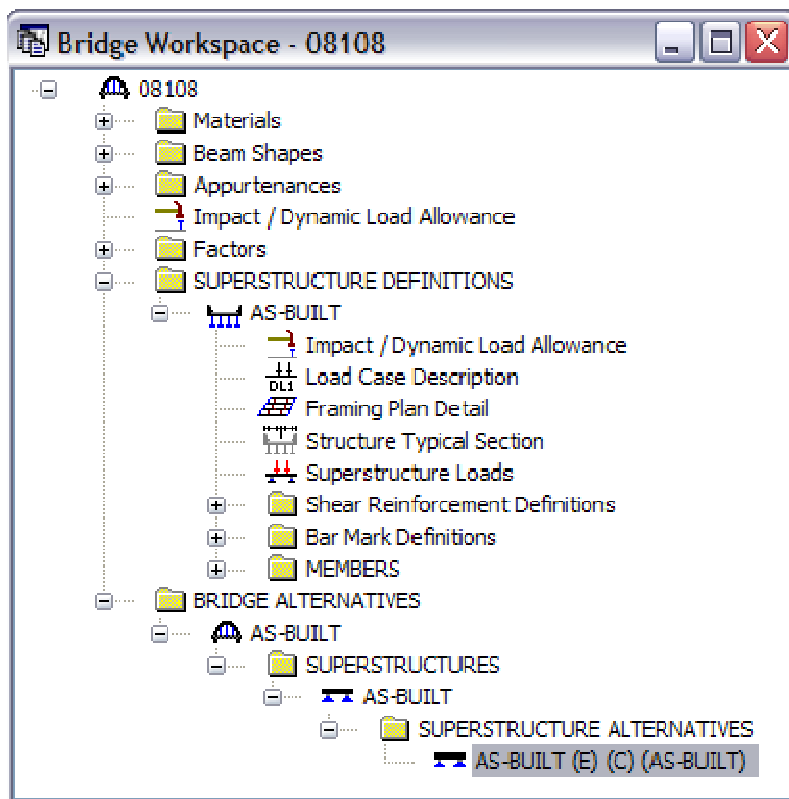 Bridge Workspace - 08108
08108
Materials
Beam Shapes
Appurtenances
Impact / Dynamic Load Allowance
Factors
SUPERSTRUCTURE DEFINITIONS
AS-BUILT
Impact / Dynamic Load Allowance
DL1 Load Case Description
Framing Plan Detail
Structure Typical Section
Superstructure Loads
Shear Reinforcement Definitions
Bar Mark Definitions
MEMBERS
BRIDGE ALTERNATIVES
AS-BUILT
SUPERSTRUCTURES
AS-BUILT
SUPERSTRUCTURE ALTERNATIVES
AS-BUILT (E) (C) (AS-BUILT)